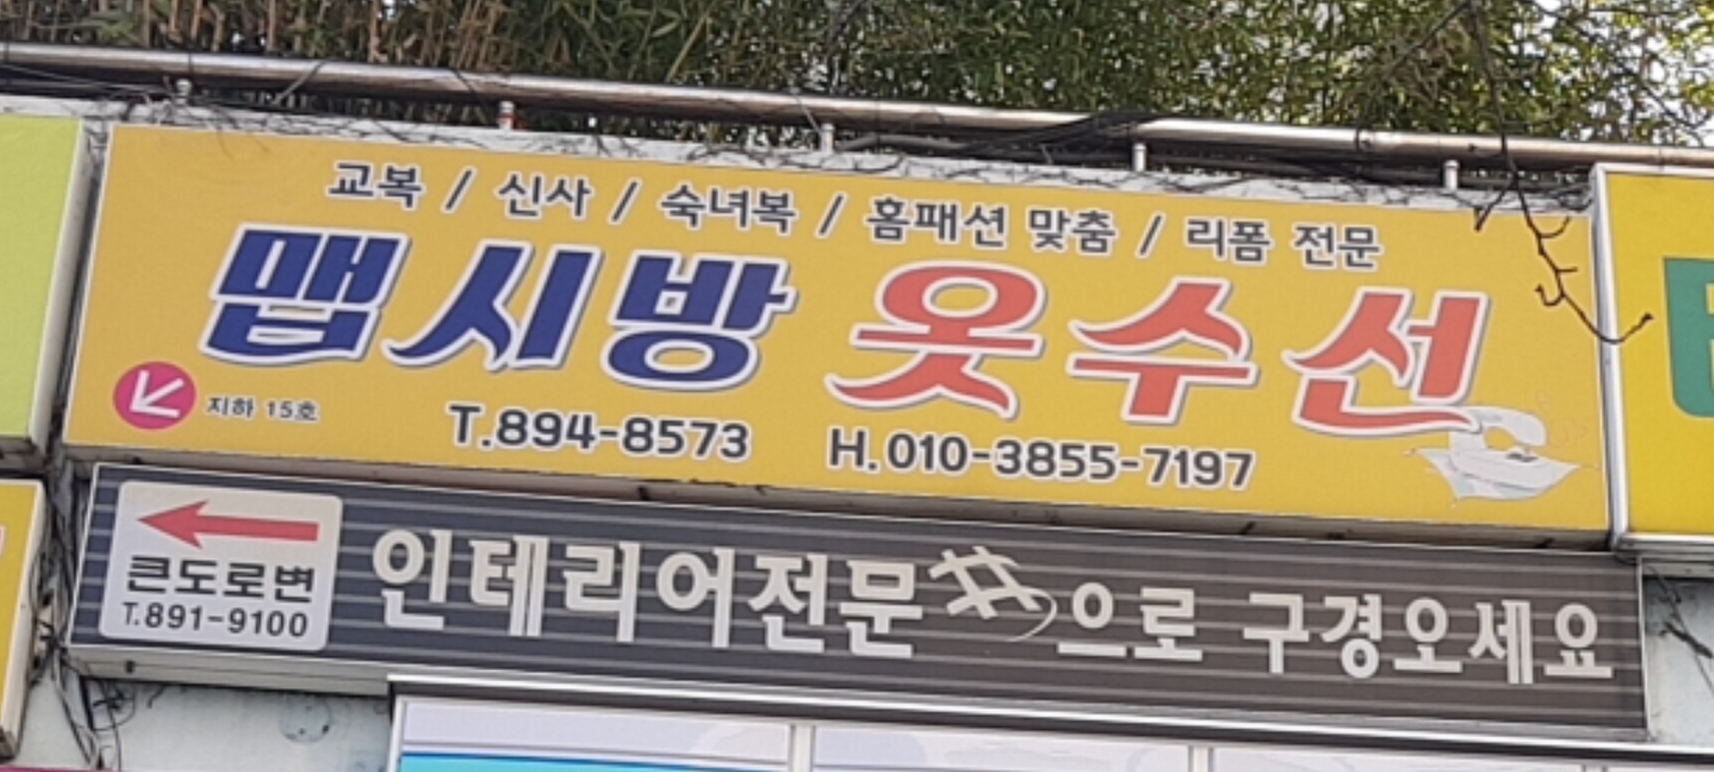 교복 / 신사 / 숙녀복 / 홈패션 맞춤 / 리폼 전문
맵시방 옷수선
지하 15호
T.894-8573 H.010-3855-7197
큰도로변
T.891-9100
인테리어전문 井으로 구경오세요